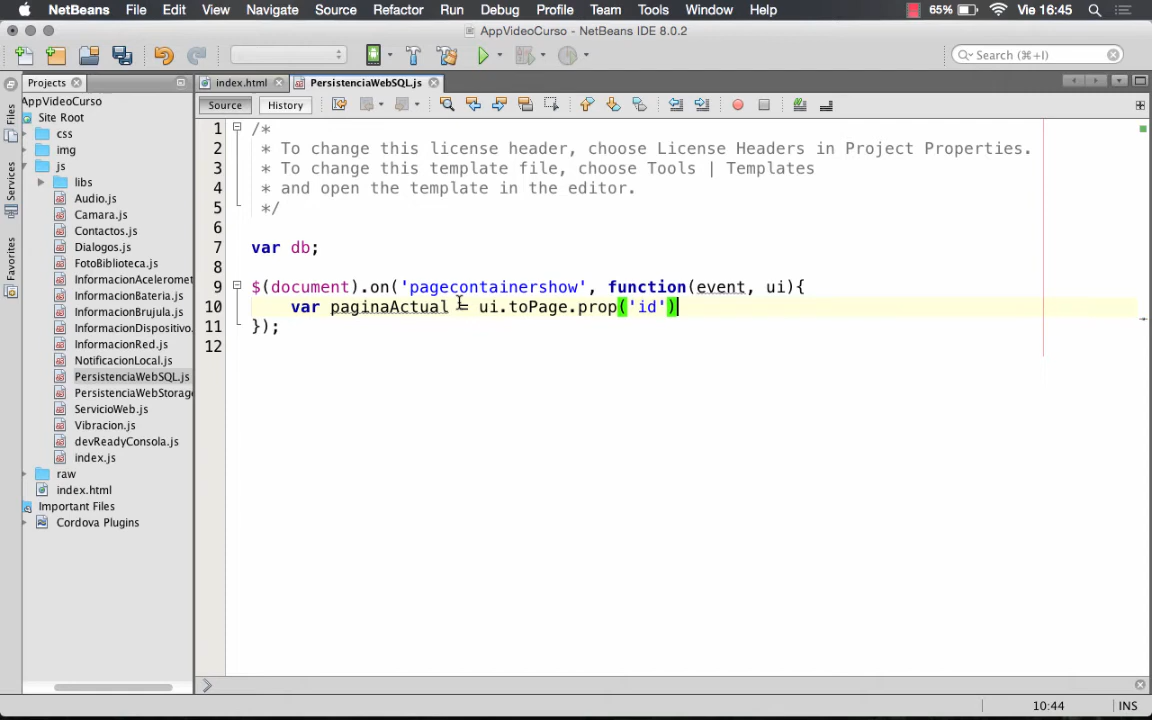 NetBeans File Edit View Navigate Source Refactor Run Debug Profile Team Tools Window Help 65% Vie 16:45
AppVideoCurso - NetBeans IDE 8.0.2
Search (⌘+I)
Projects index.html PersistenciaWebSQL.js
Source History
Files
Services
Favorites
AppVideoCurso
Site Root
css
img
js
libs
Audio.js
Camara.js
Contactos.js
Dialogos.js
FotoBiblioteca.js
InformacionAceleromet
InformacionBateria.js
InformacionBrujula.js
InformacionDispositivo.
InformacionRed.js
NotificacionLocal.js
PersistenciaWebSQL.js
PersistenciaWebStorage
ServicioWeb.js
Vibracion.js
devReadyConsola.js
index.js
raw
index.html
Important Files
Cordova Plugins
1 /*
2 * To change this license header, choose License Headers in Project Properties.
3 * To change this template file, choose Tools | Templates
4 * and open the template in the editor.
5 */
6
7 var db;
8
9 $(document).on('pagecontainershow', function(event, ui){
10 var paginaActual = ui.toPage.prop('id')
11 });
12
10:44 INS